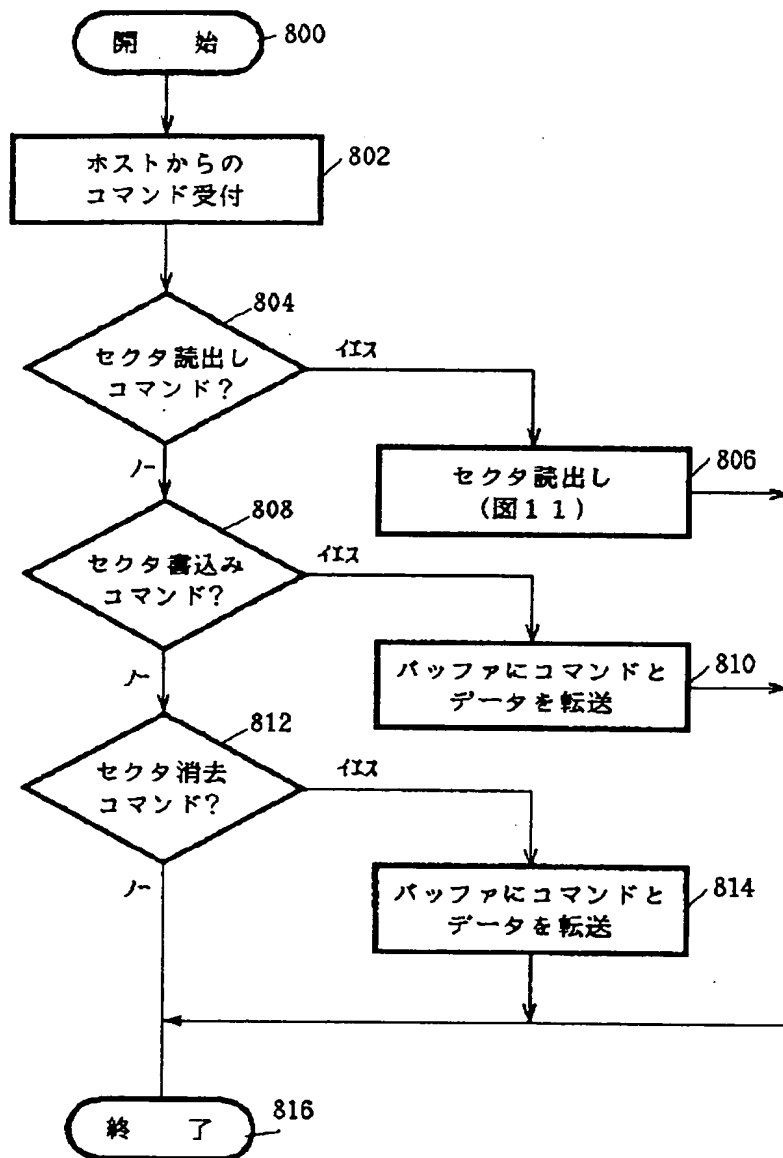 開 始
800
ホストからの
コマンド受付
802
804
セクタ読出し
コマンド?
イエス
ノー
セクタ読出し
(図11)
806
808
セクタ書込み
コマンド?
イエス
ノー
バッファにコマンドと
データを転送
810
812
セクタ消去
コマンド?
イエス
ノー
バッファにコマンドと
データを転送
814
終 了
816